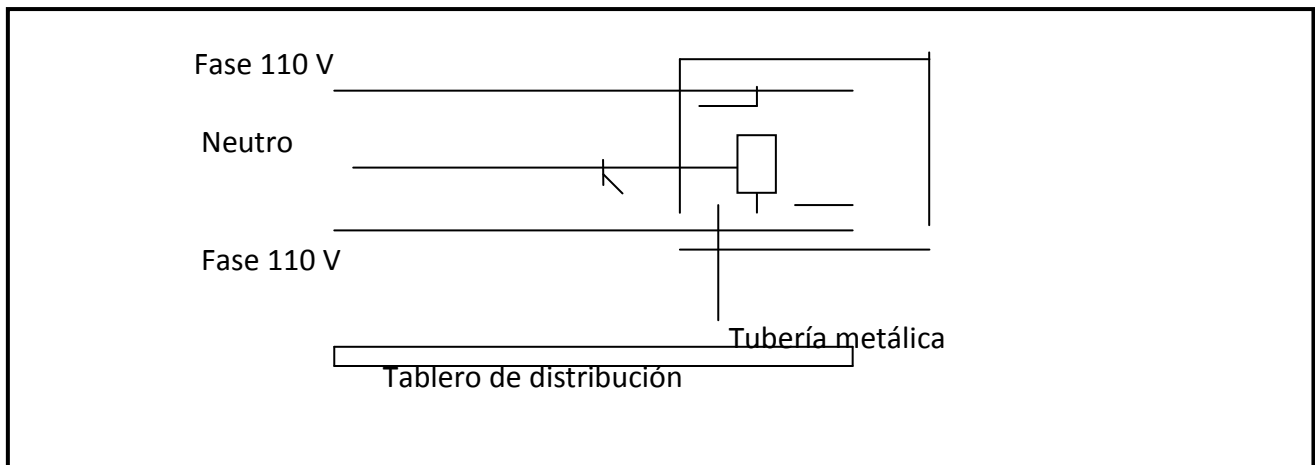 Fase 110 V
Neutro
Fase 110 V
Tubería metálica
Tablero de distribución